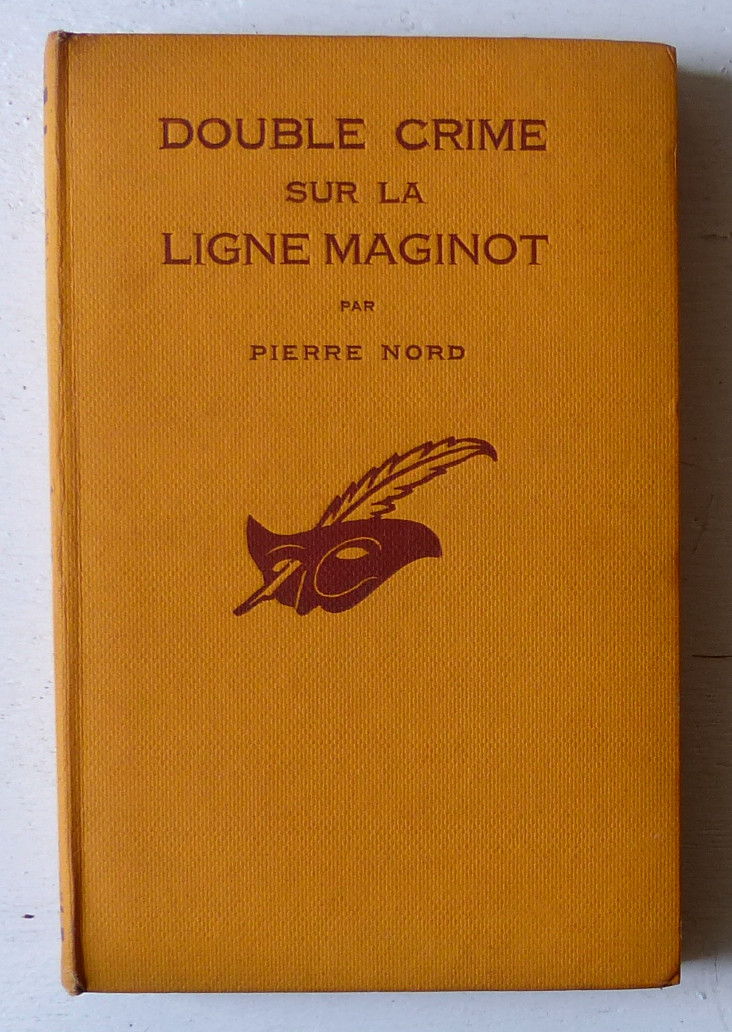 DOUBLE CRIME
SUR LA
LIGNE MAGINOT
PAR
PIERRE NORD